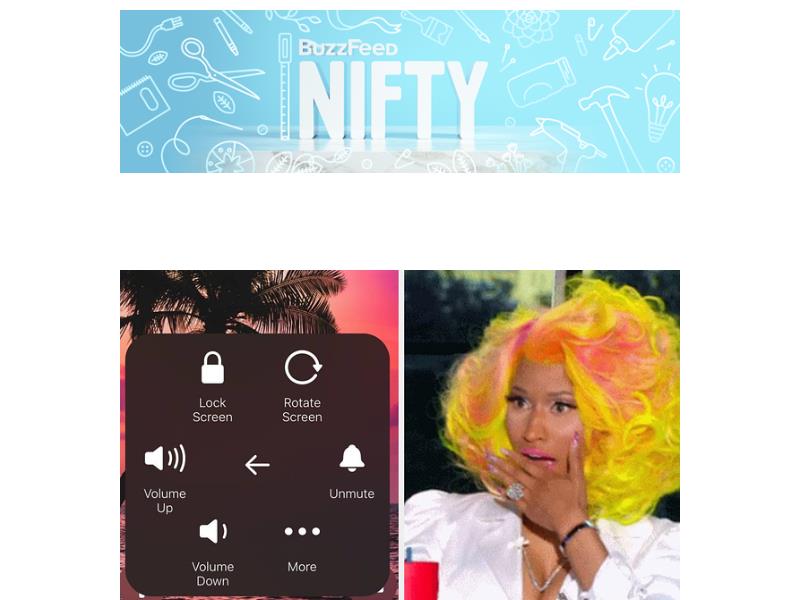 BuzzFeed
NIFTY
Lock
Screen
Rotate
Screen
Volume
Up
Unmute
Volume
Down
More